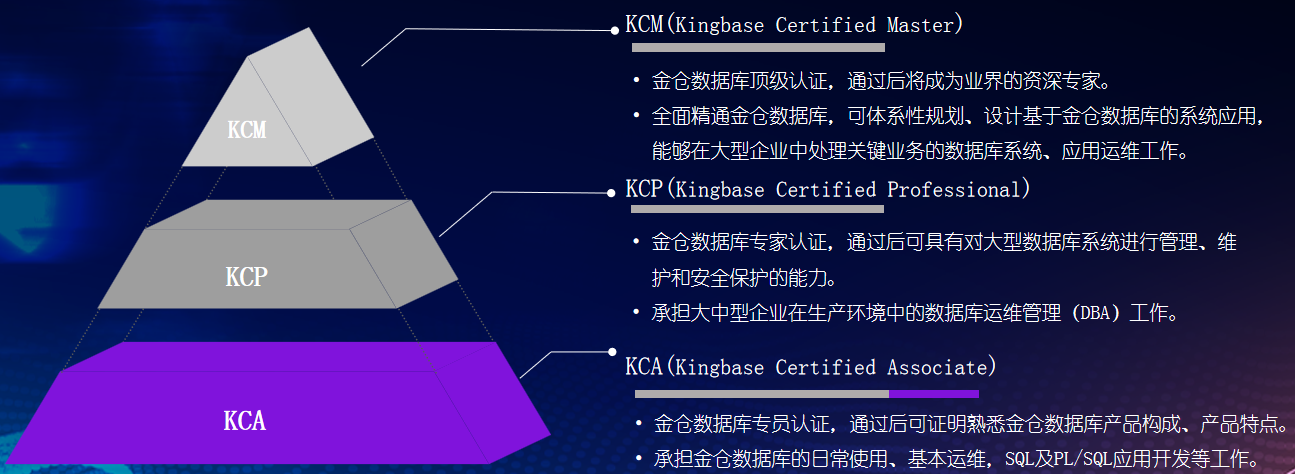 KCM(Kingbase Certified Master)
• 金仓数据库顶级认证，通过后将成为业界的资深专家。
• 全面精通金仓数据库，可体系性规划、设计基于金仓数据库的系统应用，
能够在大型企业中处理关键业务的数据库系统、应用运维工作。
KCM
KCP(Kingbase Certified Professional)
• 金仓数据库专家认证，通过后可具有对大型数据库系统进行管理、维
护和安全保护的能力。
• 承担大中型企业在生产环境中的数据库运维管理（DBA）工作。
KCP
KCA(Kingbase Certified Associate)
• 金仓数据库专员认证，通过后可证明熟悉金仓数据库产品构成、产品特点。
• 承担金仓数据库的日常使用、基本运维，SQL及PL/SQL应用开发等工作。
KCA